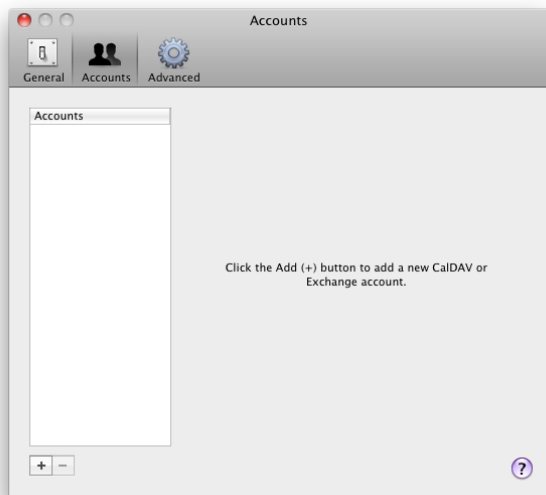 Accounts
General Accounts Advanced
Accounts
Click the Add (+) button to add a new CalDAV or
Exchange account.
+ −
?